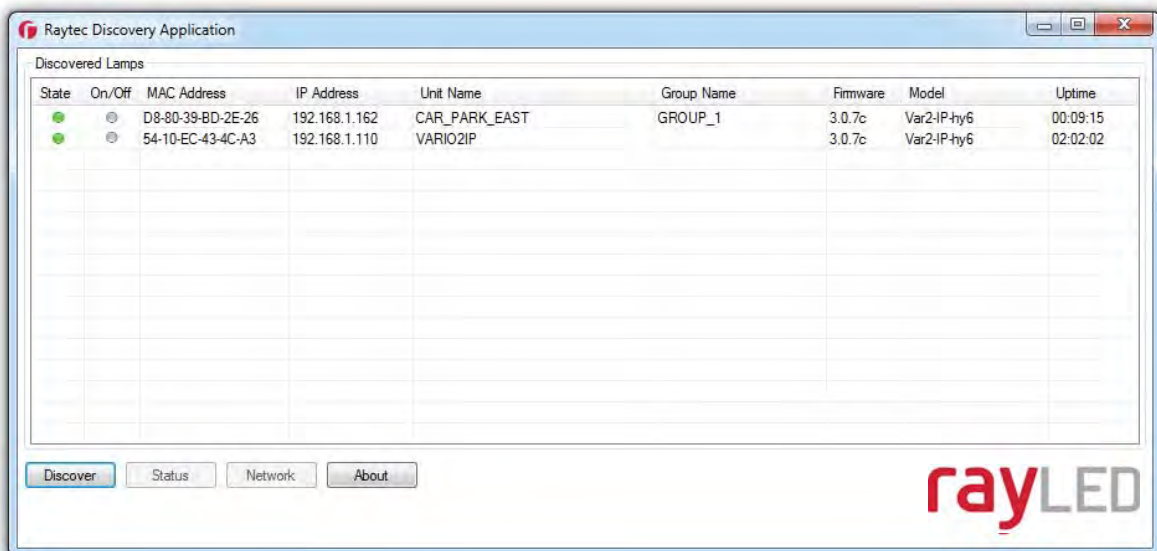 Raytec Discovery Application
Discovered Lamps
State On/Off MAC Address IP Address Unit Name Group Name Firmware Model Uptime
D8-80-39-BD-2E-26 192.168.1.162 CAR_PARK_EAST GROUP_1 3.0.7c Var2-IP-hy6 00:09:15
54-10-EC-43-4C-A3 192.168.1.110 VARIO2IP 3.0.7c Var2-IP-hy6 02:02:02
Discover Status Network About
rayLED